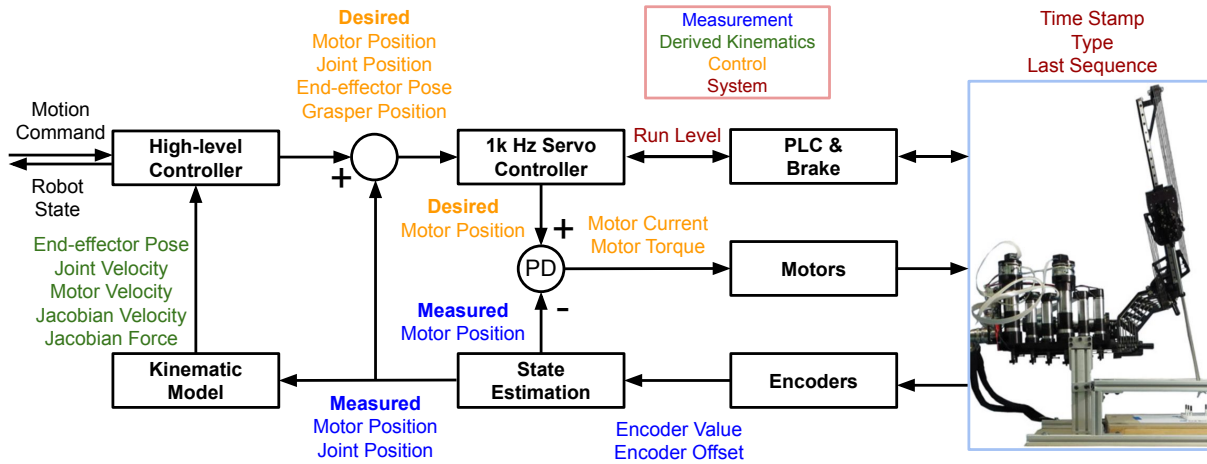 Desired
Motor Position
Joint Position
End-effector Pose
Grasper Position
Measurement
Derived Kinematics
Control
System
Time Stamp
Type
Last Sequence
Motion
Command
Robot
State
High-level
Controller
+
1k Hz Servo
Controller
Run Level
PLC &
Brake
Desired
Motor Position
+
PD
-
Motor Current
Motor Torque
Motors
Measured
Motor Position
End-effector Pose
Joint Velocity
Motor Velocity
Jacobian Velocity
Jacobian Force
Kinematic
Model
Measured
Motor Position
Joint Position
State
Estimation
Encoder Value
Encoder Offset
Encoders